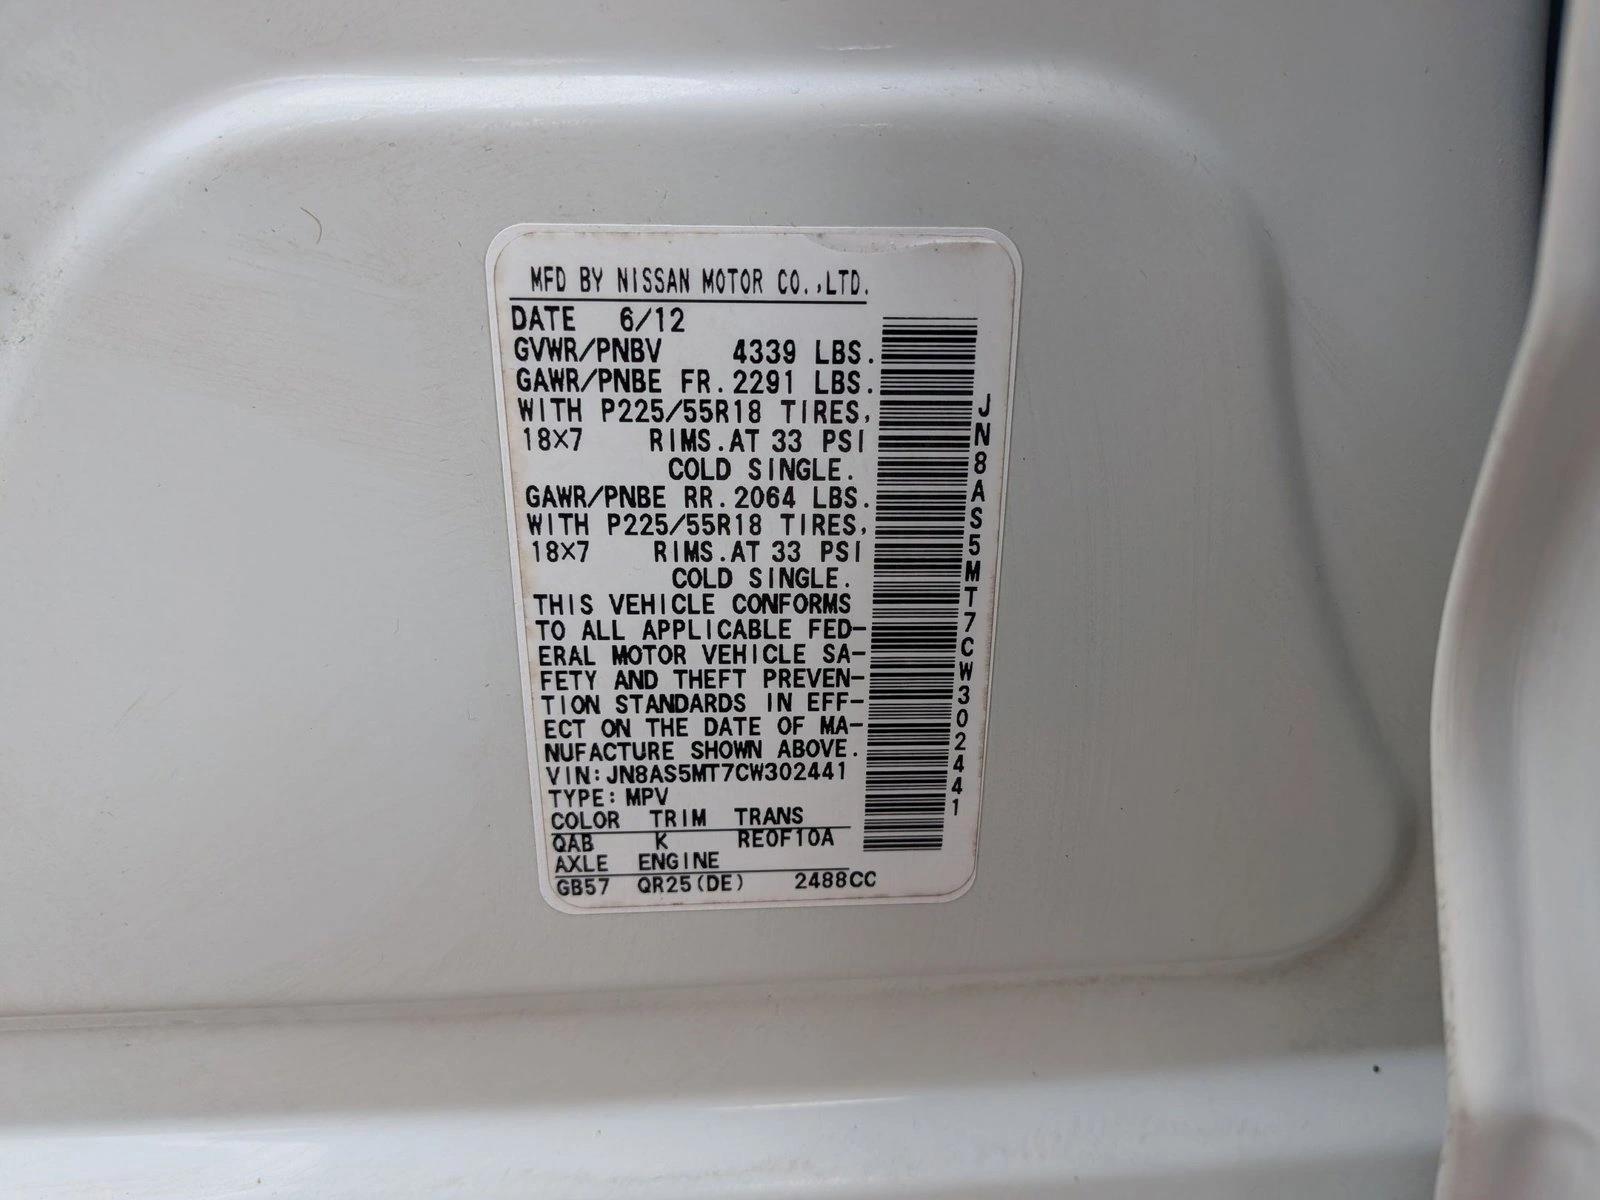 MFD BY NISSAN MOTOR CO.,LTD.
DATE 6/12
GVWR/PNBV 4339 LBS.
GAWR/PNBE FR.2291 LBS.
WITH P225/55R18 TIRES,
18×7 RIMS.AT 33 PSI
COLD SINGLE.
GAWR/PNBE RR.2064 LBS.
WITH P225/55R18 TIRES,
18×7 RIMS.AT 33 PSI
COLD SINGLE.
THIS VEHICLE CONFORMS
TO ALL APPLICABLE FED-
ERAL MOTOR VEHICLE SA-
FETY AND THEFT PREVEN-
TION STANDARDS IN EFF-
ECT ON THE DATE OF MA-
NUFACTURE SHOWN ABOVE.
VIN:JN8AS5MT7CW302441
TYPE:MPV
COLOR TRIM TRANS
QAB K RE0F10A
AXLE ENGINE
GB57 QR25(DE) 2488CC
JN8AS5MT7CW302441